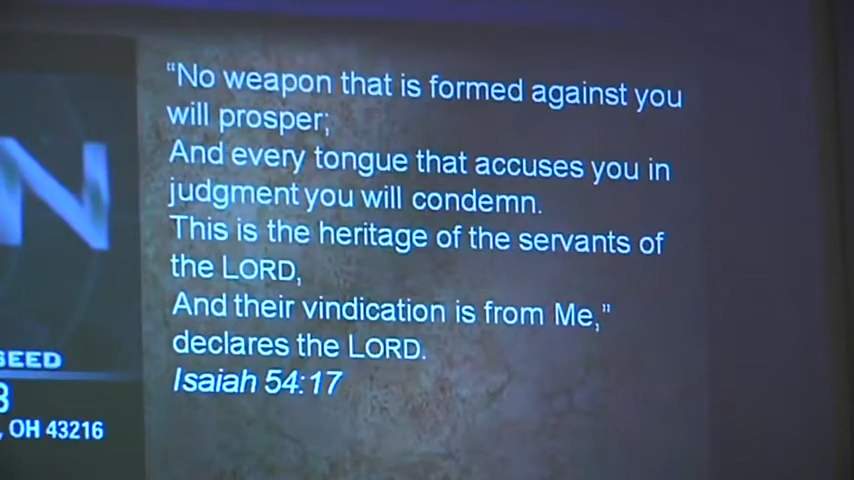 “No weapon that is formed against you
will prosper;
And every tongue that accuses you in
judgment you will condemn.
This is the heritage of the servants of
the LORD,
And their vindication is from Me,”
declares the LORD.
Isaiah 54:17
N
SEED
, OH 43216